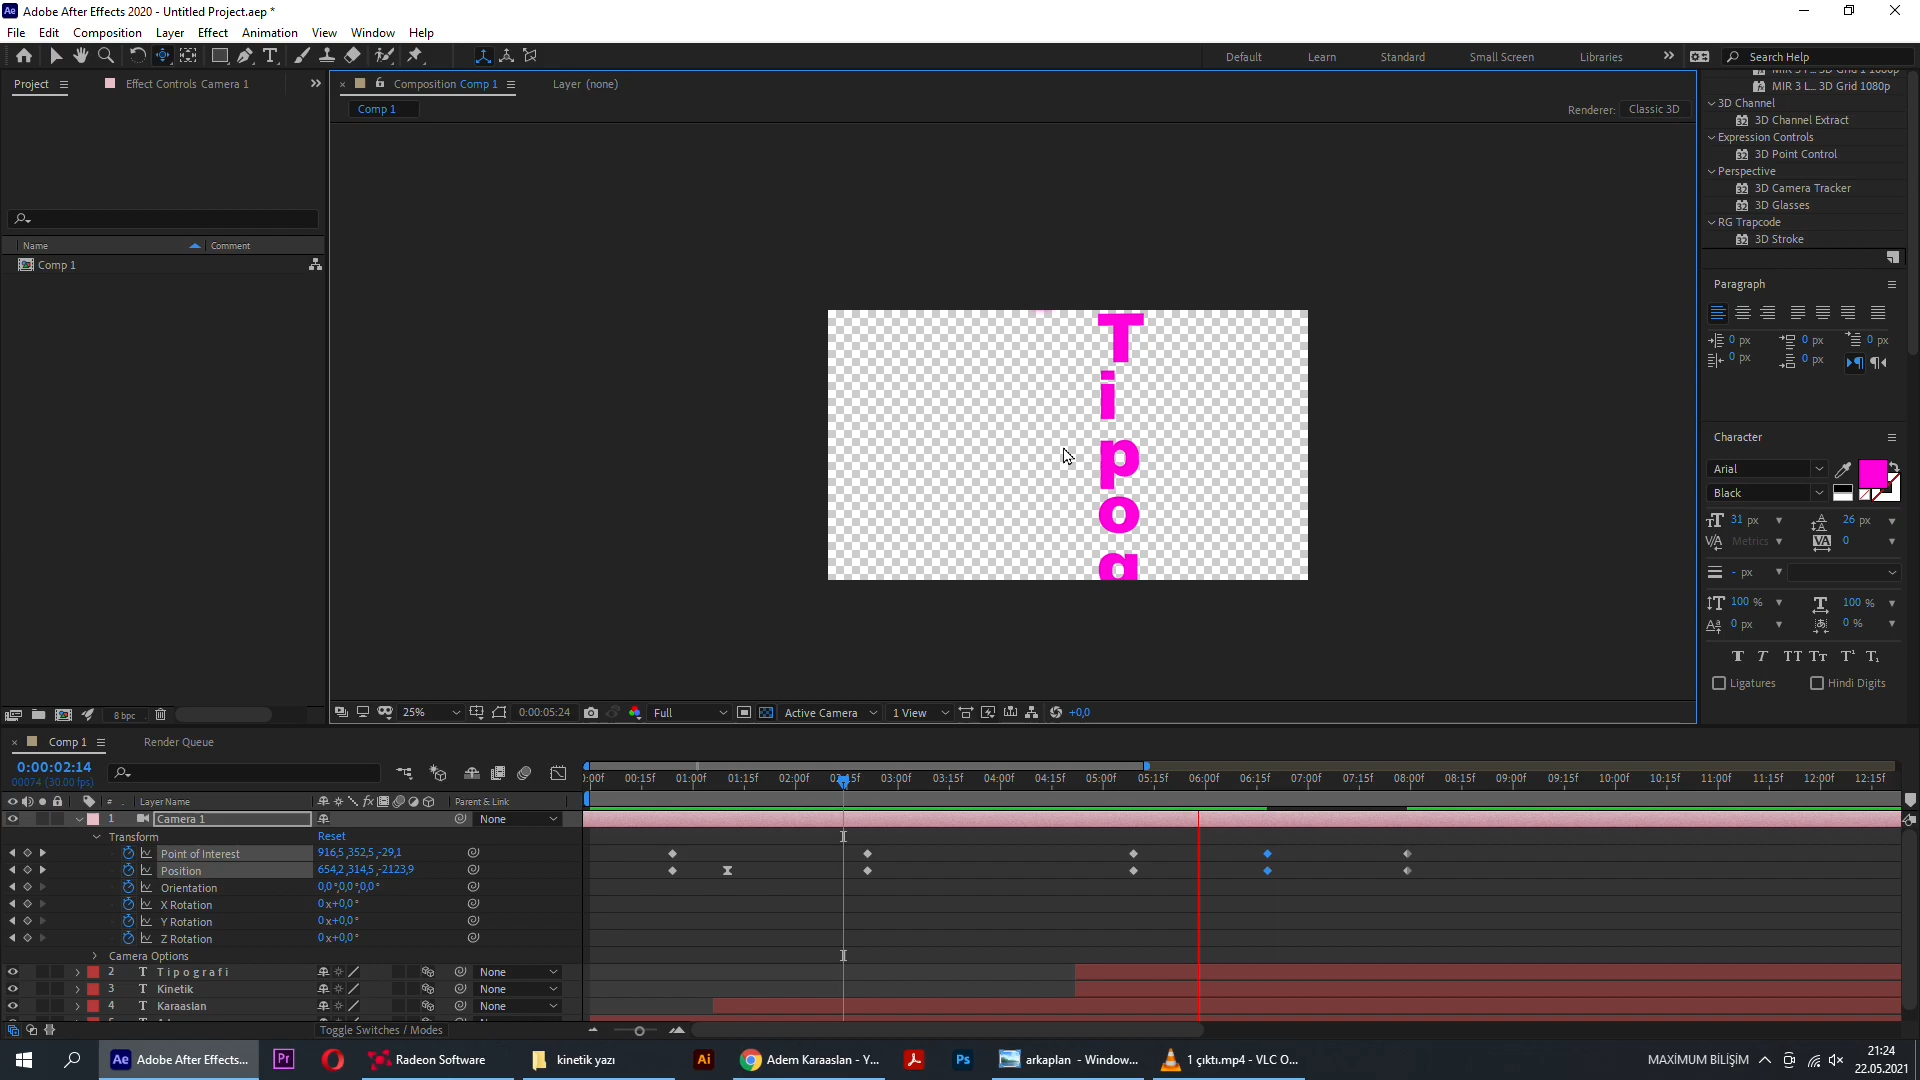 Adobe After Effects 2020 - Untitled Project.aep *
File Edit Composition Layer Effect Animation View Window Help
Default Learn Standard Small Screen Libraries Search Help
Project Effect Controls Camera 1
Composition Comp 1 Layer (none)
Comp 1
Renderer: Classic 3D
MIR 3 L... 3D Grid 1080p
3D Channel
3D Channel Extract
Expression Controls
3D Point Control
Perspective
3D Camera Tracker
3D Glasses
RG Trapcode
3D Stroke
Name Comment
Comp 1
T
i
p
o
Paragraph
0 px 0 px 0 px
0 px 0 px
Character
Arial
Black
31 px 26 px
Metrics 0
- px
100 % 100 %
0 px 0 %
Ligatures Hindi Digits
8 bpc
25% 0:00:05:24 Full Active Camera 1 View +0,0
Comp 1 Render Queue
0:00:02:14
00074 (30.00 fps)
:00f 00:15f 01:00f 01:15f 02:00f 02:15f 03:00f 03:15f 04:00f 04:15f 05:00f 05:15f 06:00f 06:15f 07:00f 07:15f 08:00f 08:15f 09:00f 09:15f 10:00f 10:15f 11:00f 11:15f 12:00f 12:15f
# Layer Name Parent & Link
1 Camera 1 None
Transform Reset
Point of Interest 916,5 ,352,5 ,-29,1
Position 654,2 ,314,5 ,-2123,9
Orientation 0,0°,0,0°,0,0°
X Rotation 0x+0,0°
Y Rotation 0x+0,0°
Z Rotation 0x+0,0°
Camera Options
2 T T i p o g r a f i None
3 T Kinetik None
4 T Karaaslan None
Toggle Switches / Modes
Adobe After Effects... Radeon Software kinetik yazı Adem Karaaslan - Y... arkaplan - Window... 1 çıktı.mp4 - VLC O... MAXİMUM BİLİŞİM
21:24
22.05.2021